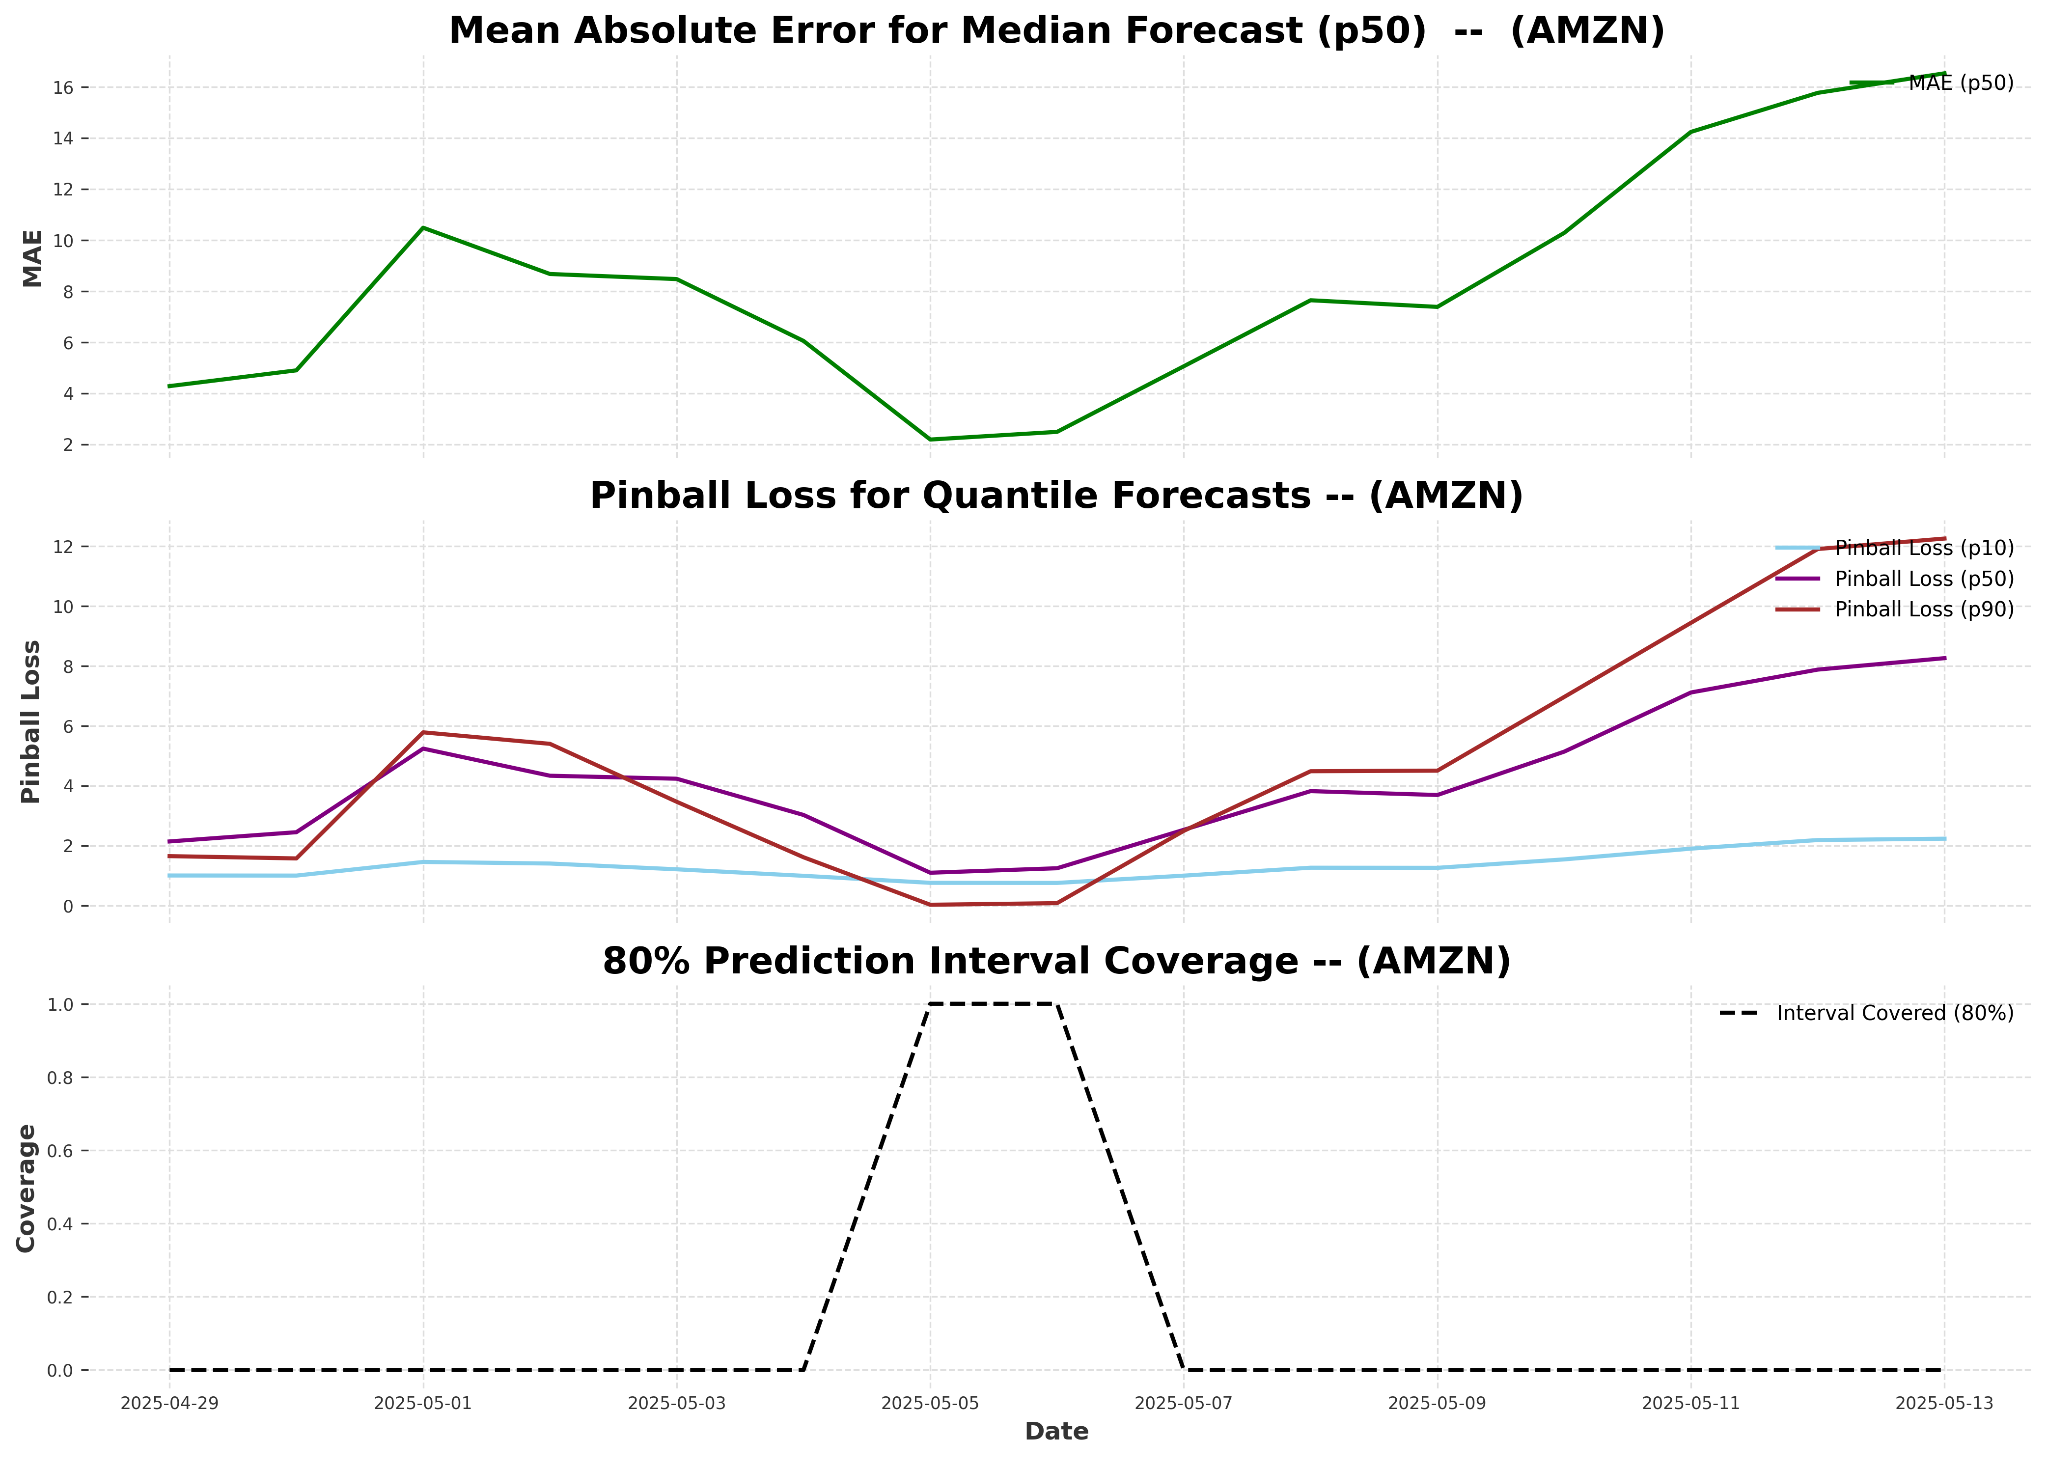 Mean Absolute Error for Median Forecast (p50)  --  (AMZN)
MAE (p50)
16
14
12
10
8
6
4
2
MAE
Pinball Loss for Quantile Forecasts -- (AMZN)
Pinball Loss (p10)
Pinball Loss (p50)
Pinball Loss (p90)
12
10
8
6
4
2
0
Pinball Loss
80% Prediction Interval Coverage -- (AMZN)
Interval Covered (80%)
1.0
0.8
0.6
0.4
0.2
0.0
Coverage
2025-04-29 2025-05-01 2025-05-03 2025-05-05 2025-05-07 2025-05-09 2025-05-11 2025-05-13
Date